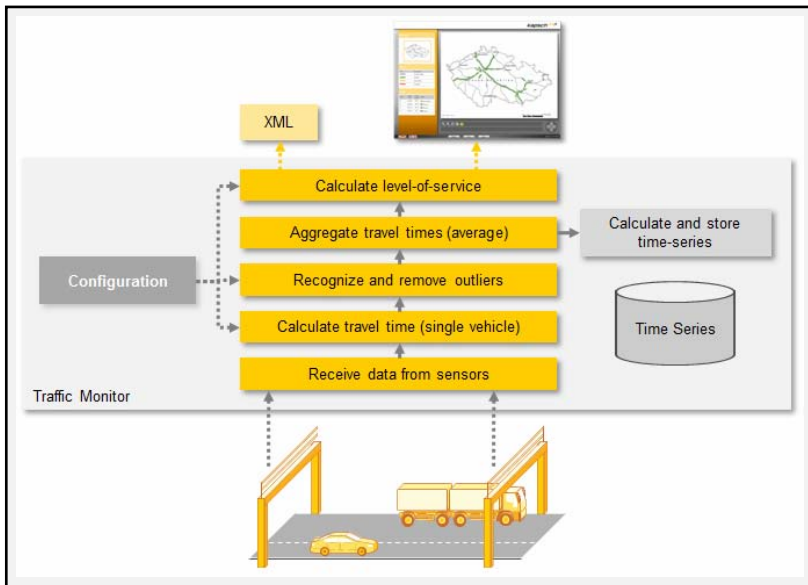 XML
Calculate level-of-service
Aggregate travel times (average)
Calculate and store
time-series
Configuration
Recognize and remove outliers
Calculate travel time (single vehicle)
Time Series
Receive data from sensors
Traffic Monitor